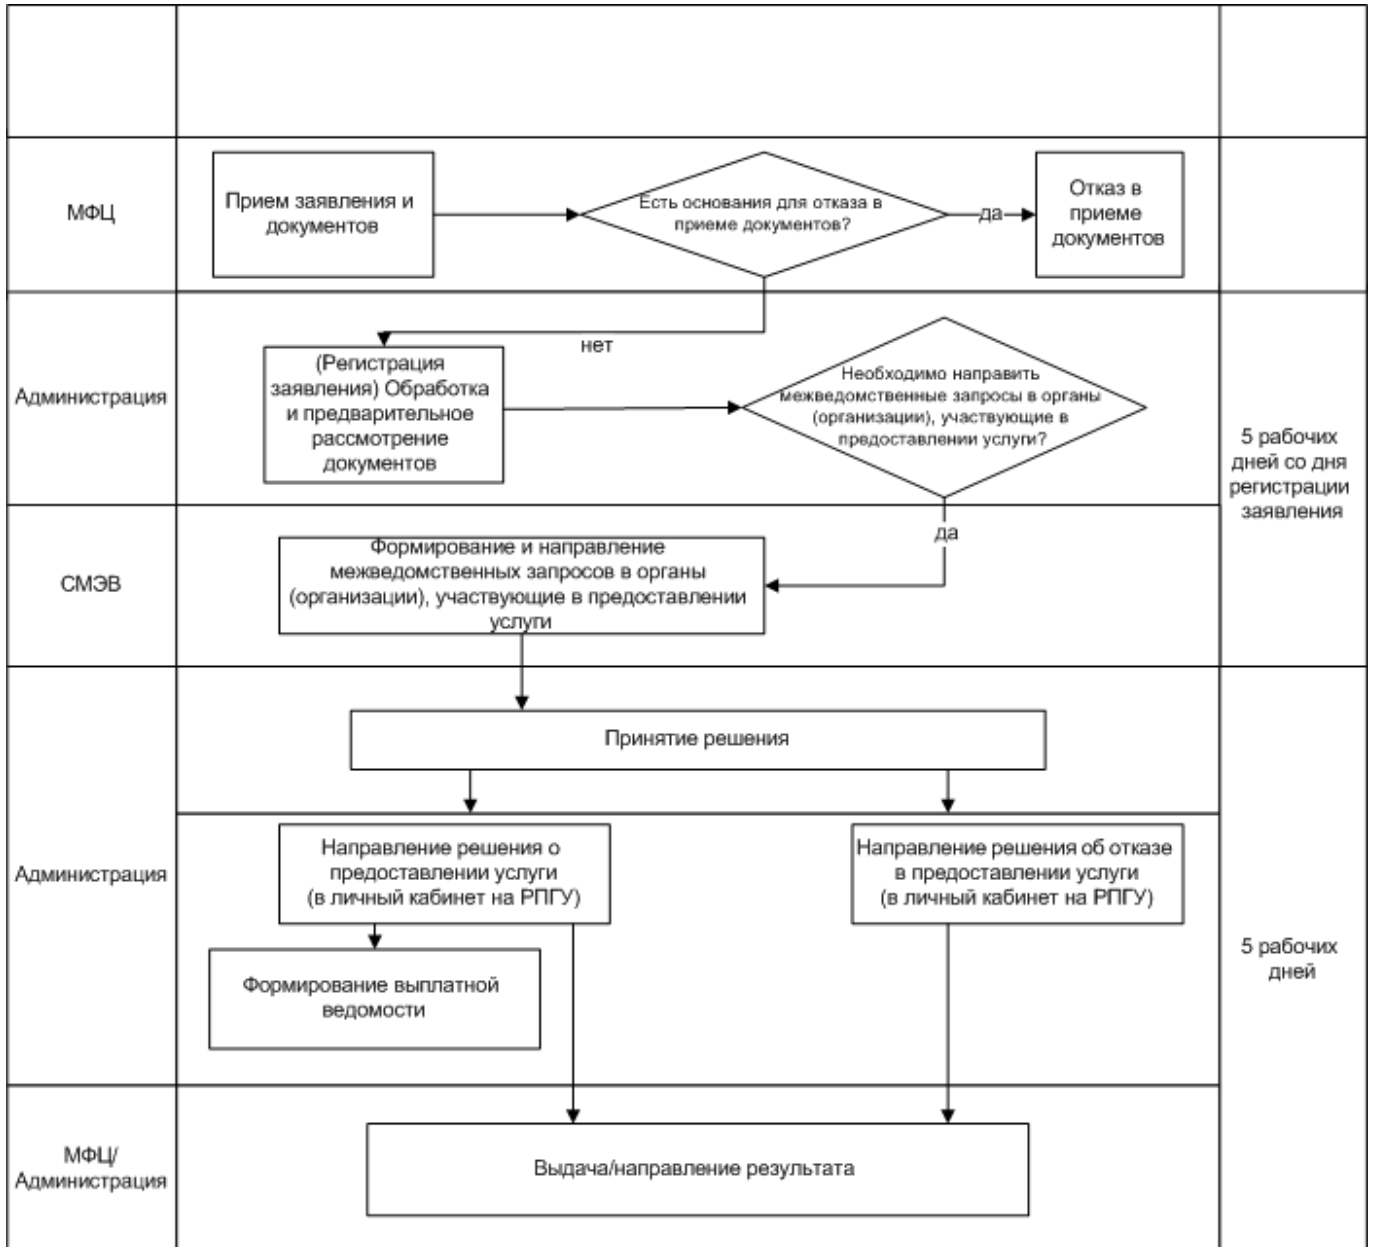 МФЦ
Прием заявления и
документов
Есть основания для отказа в
приеме документов?
да
Отказ в
приеме
документов
Администрация
нет
(Регистрация
заявления) Обработка
и предварительное
рассмотрение
документов
Необходимо направить
межведомственные запросы в органы
(организации), участвующие в
предоставлении услуги?
5 рабочих
дней со дня
регистрации
заявления
да
СМЭВ
Формирование и направление
межведомственных запросов в органы
(организации), участвующие в предоставлении
услуги
Принятие решения
Администрация
Направление решения о
предоставлении услуги
(в личный кабинет на РПГУ)
Направление решения об отказе
в предоставлении услуги
(в личный кабинет на РПГУ)
Формирование выплатной
ведомости
5 рабочих
дней
МФЦ/
Администрация
Выдача/направление результата